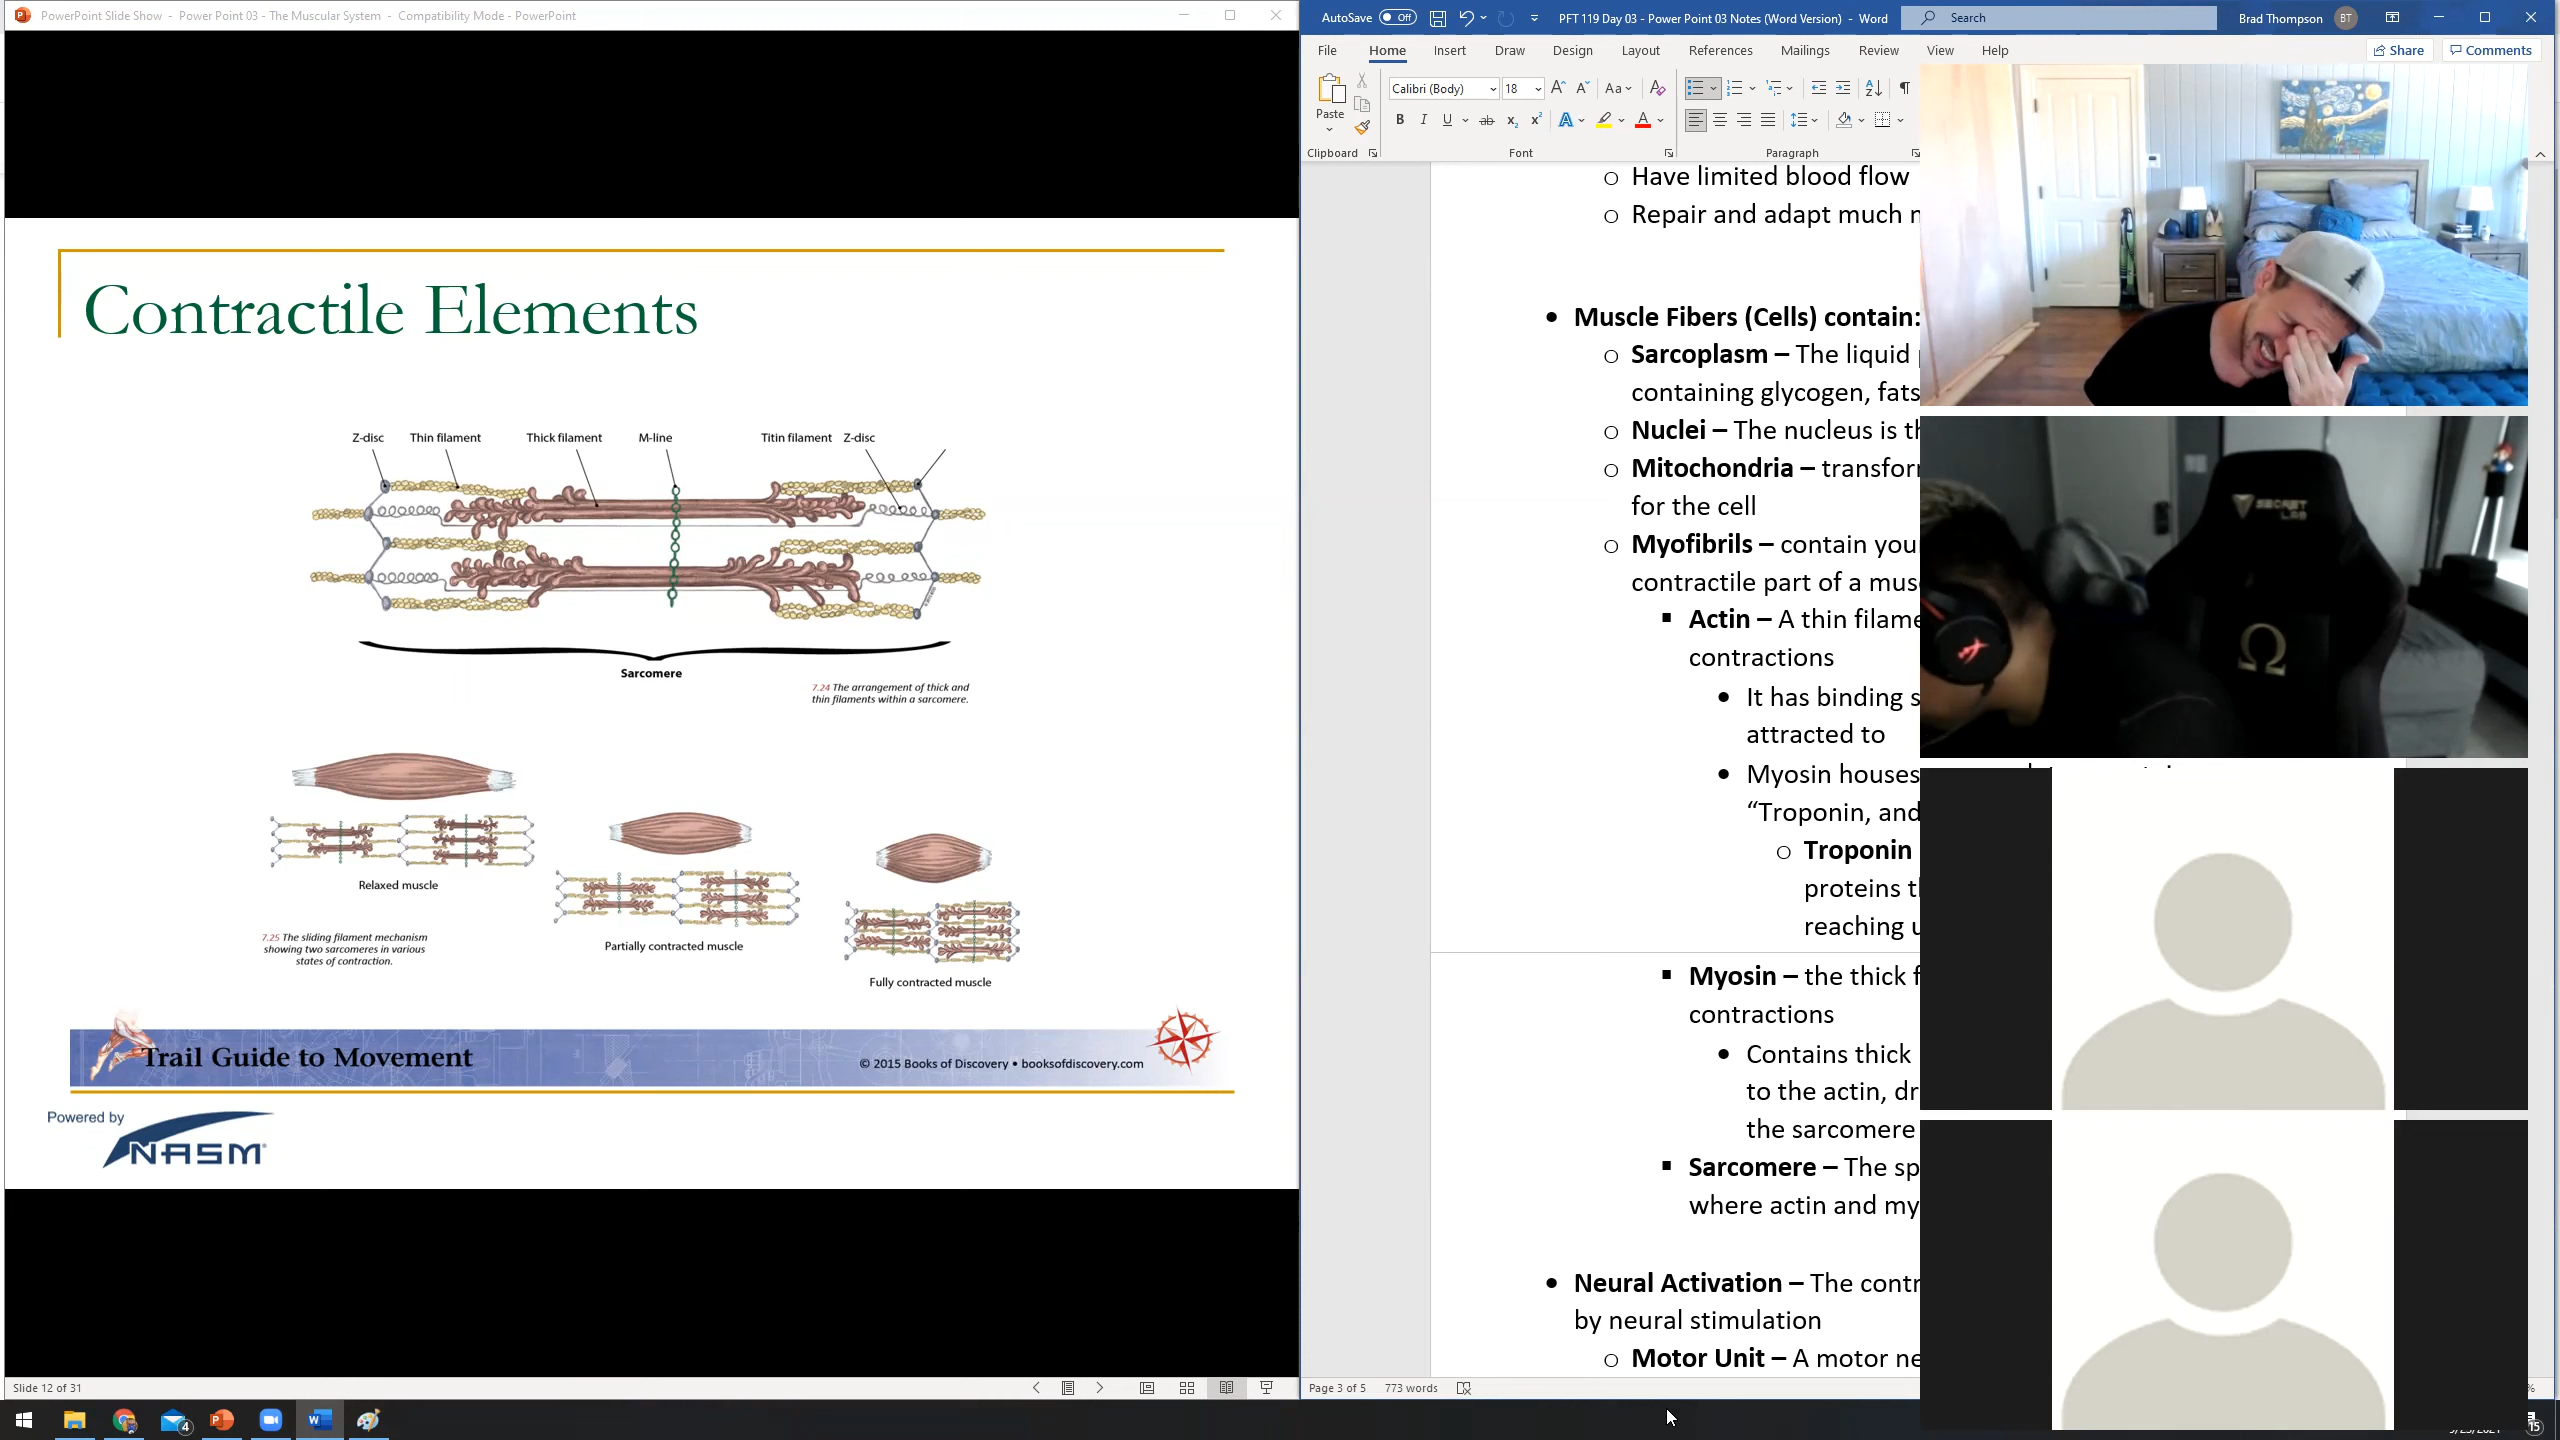 PowerPoint Slide Show - Power Point 03 - The Muscular System - Compatibility Mode - PowerPoint
Contractile Elements
Z-disc Thin filament Thick filament M-line Titin filament Z-disc
Sarcomere
7.24 The arrangement of thick and
thin filaments within a sarcomere.
Relaxed muscle
Partially contracted muscle
Fully contracted muscle
7.25 The sliding filament mechanism
showing two sarcomeres in various
states of contraction.
Trail Guide to Movement
© 2015 Books of Discovery • booksofdiscovery.com
Powered by
NASM
Slide 12 of 31
AutoSave Off
PFT 119 Day 03 - Power Point 03 Notes (Word Version) - Word
Search
Brad Thompson BT
File Home Insert Draw Design Layout References Mailings Review View Help
Share Comments
Paste
Calibri (Body) 18
Clipboard Font Paragraph
Have limited blood flow
Repair and adapt much
Muscle Fibers (Cells) contain:
Sarcoplasm – The liquid
containing glycogen, fats
Nuclei – The nucleus is
Mitochondria –
for the cell
Myofibrils – contain
contractile part of a
Actin – A thin
contractions
It has binding
attracted to
Myosin houses
“Troponin, and
Troponin
proteins
reaching
Myosin – the thick
contractions
Contains thick
to the actin,
the sarcomere
Sarcomere – The
where actin and
Neural Activation – The
by neural stimulation
Motor Unit – A motor
Page 3 of 5 773 words
SECRET
LAB
Ω
4
15